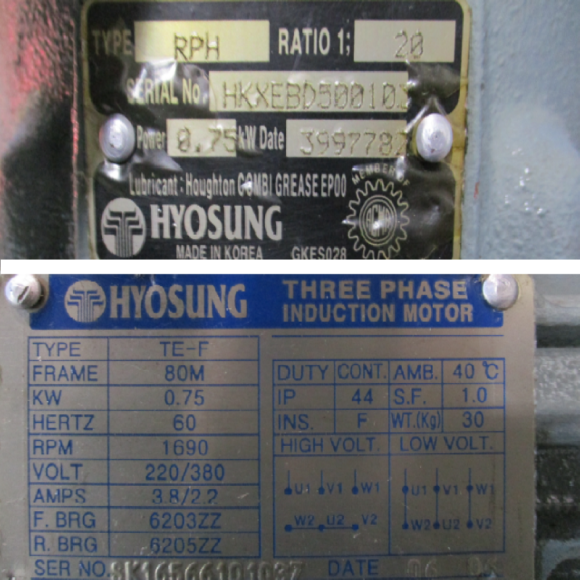 TYPE RPH RATIO 1; 20
SERIAL No. HKXEBD500103
Power 0.75 kW Date 3997782
Lubricant : Houghton COMBI GREASE EP00
MEMBER OF
HYOSUNG
MADE IN KOREA GKES028
HYOSUNG THREE PHASE
INDUCTION MOTOR
TYPE TE-F
FRAME 80M DUTY CONT. AMB. 40 ℃
KW 0.75 IP 44 S.F. 1.0
HERTZ 60 INS. F WT.(Kg) 30
RPM 1690 HIGH VOLT. LOW VOLT.
VOLT 220/380
AMPS 3.8/2.2 U1 V1 W1 U1 V1 W1
F. BRG 6203ZZ W2 U2 V2 W2 U2 V2
R. BRG 6205ZZ
SER NO. DATE